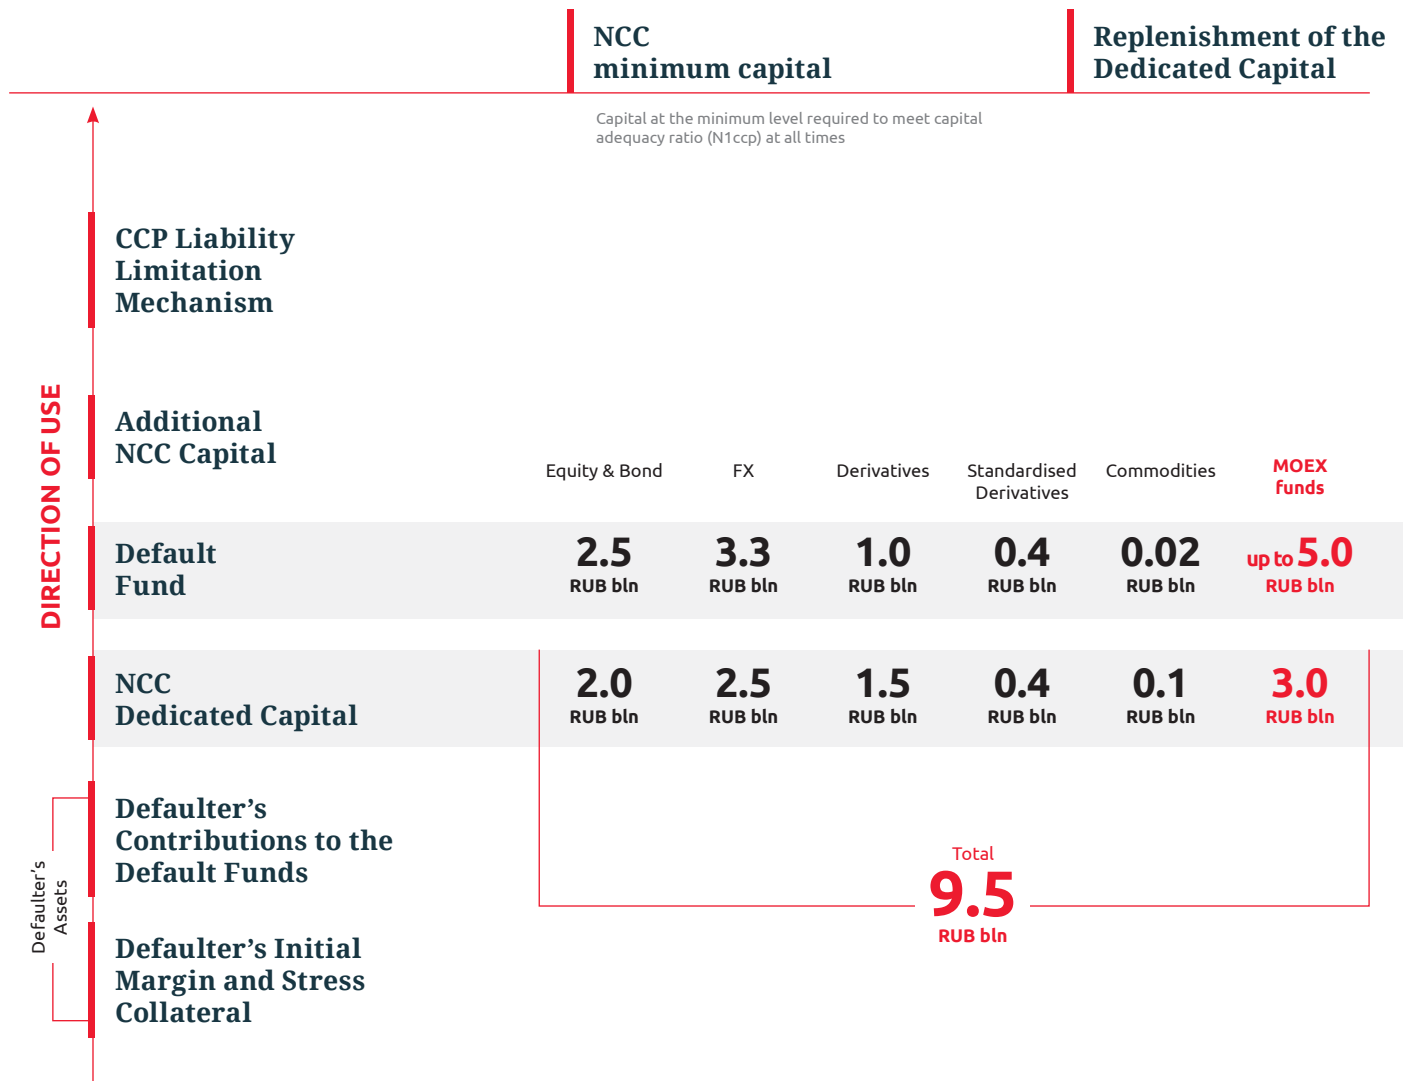 NCC
minimum capital
Replenishment of the
Dedicated Capital
Capital at the minimum level required to meet capital
adequacy ratio (N1ccp) at all times
DIRECTION OF USE
CCP Liability
Limitation
Mechanism
Additional
NCC Capital
Equity & Bond
FX
Derivatives
Standardised
Derivatives
Commodities
MOEX
funds
Default
Fund
2.5
RUB bln
3.3
RUB bln
1.0
RUB bln
0.4
RUB bln
0.02
RUB bln
up to 5.0
RUB bln
NCC
Dedicated Capital
2.0
RUB bln
2.5
RUB bln
1.5
RUB bln
0.4
RUB bln
0.1
RUB bln
3.0
RUB bln
Defaulter's
Assets
Defaulter’s
Contributions to the
Default Funds
Total
9.5
RUB bln
Defaulter’s Initial
Margin and Stress
Collateral